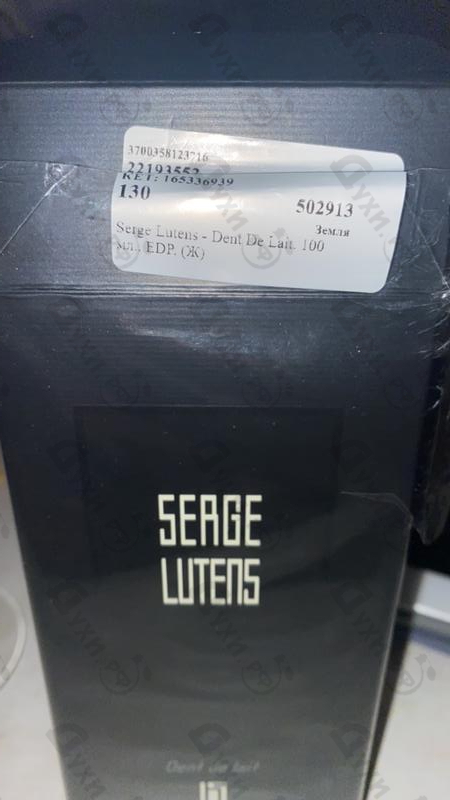 3700358123716
22193552
RET: 165336939
130
502913
Земля
Serge Lutens - Dent De Lait. 100
мл., EDP. (Ж)
SERGE
LUTENS
Dent de lait